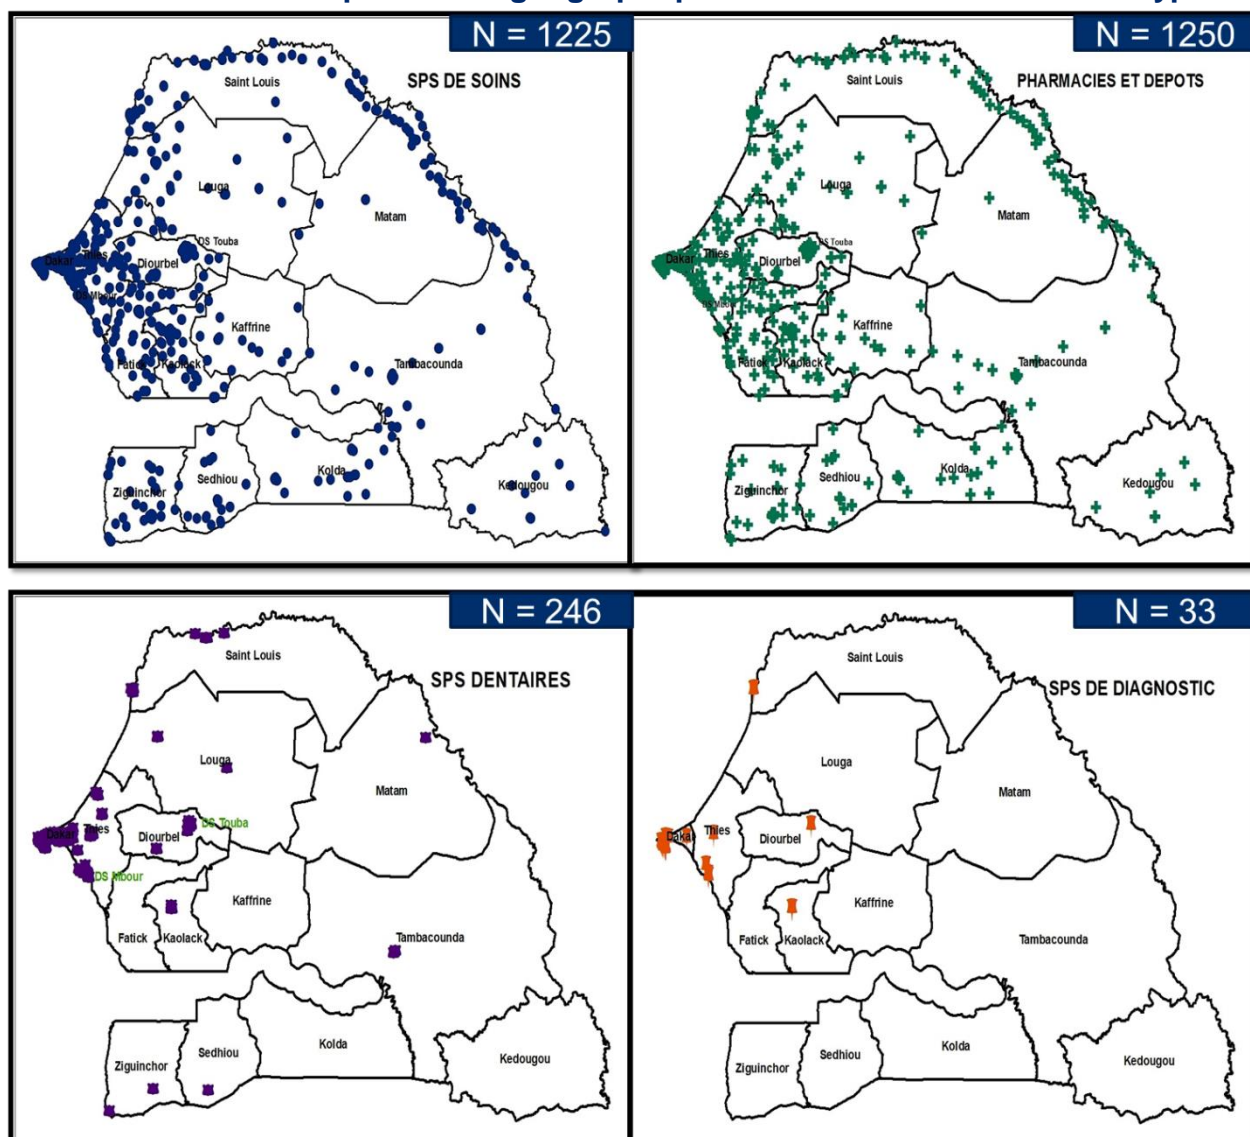 N = 1225
SPS DE SOINS
Saint Louis
Louga
Matam
DS Touba
Dakar
Thies
Diourbel
DS Mbour
Kaffrine
Fatick
Kaolack
Tambacounda
Ziguinchor
Sedhiou
Kolda
Kedougou
N = 1250
PHARMACIES ET DEPOTS
Saint Louis
Louga
Matam
DS Touba
Dakar
Thies
Diourbel
DS Mbour
Kaffrine
Fatick
Kaolack
Tambacounda
Ziguinchor
Sedhiou
Kolda
Kedougou
N = 246
SPS DENTAIRES
Saint Louis
Louga
Matam
DS Touba
Dakar
Thies
Diourbel
DS Mbour
Kaffrine
Fatick
Kaolack
Tambacounda
Ziguinchor
Sedhiou
Kolda
Kedougou
N = 33
SPS DE DIAGNOSTIC
Saint Louis
Louga
Matam
Dakar
Thies
Diourbel
Kaffrine
Fatick
Kaolack
Tambacounda
Ziguinchor
Sedhiou
Kolda
Kedougou